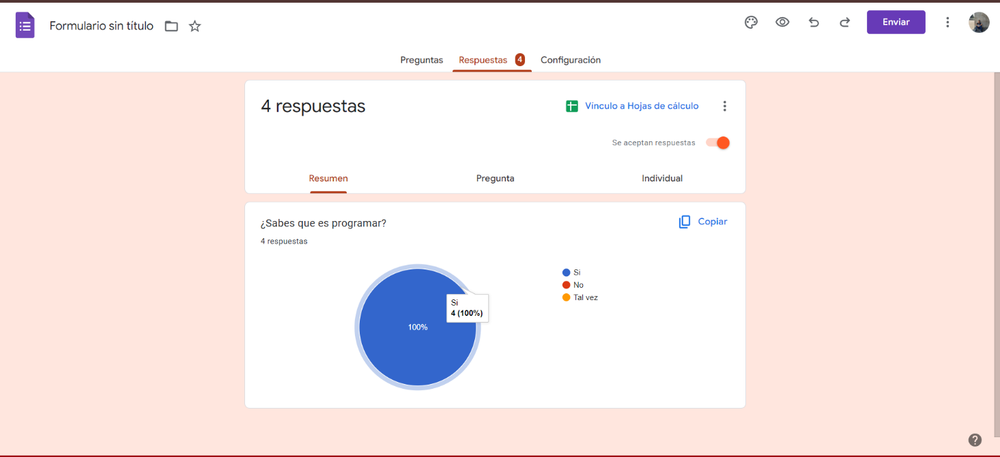 Formulario sin título
Enviar
Preguntas
Respuestas 4
Configuración
4 respuestas
Vínculo a Hojas de cálculo
Se aceptan respuestas
Resumen
Pregunta
Individual
¿Sabes que es programar?
Copiar
4 respuestas
Si
No
Tal vez
Si
4 (100%)
100%
?